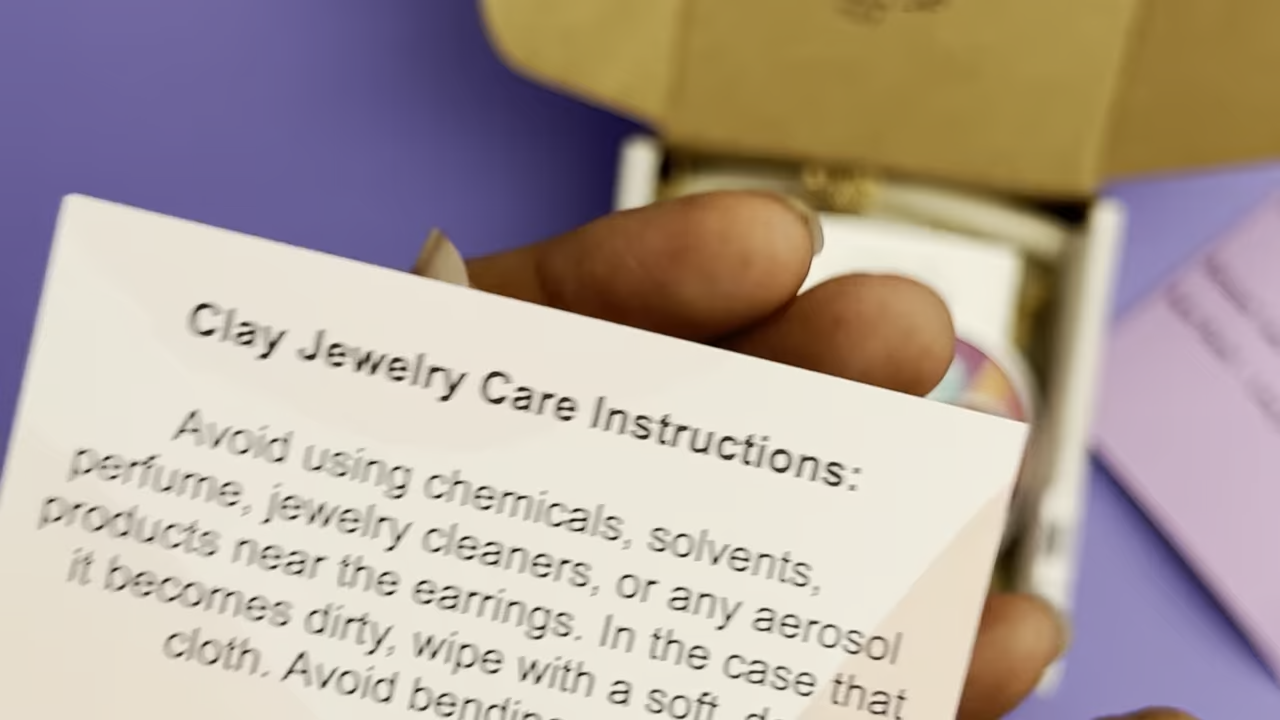 Clay Jewelry Care Instructions:
Avoid using chemicals, solvents,
perfume, jewelry cleaners, or any aerosol
products near the earrings. In the case that
it becomes dirty, wipe with a soft,
cloth. Avoid bending